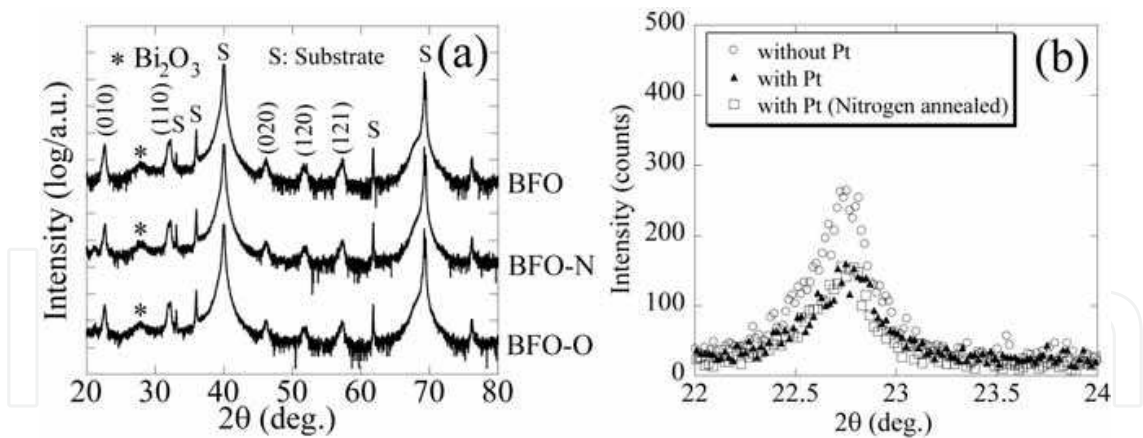 * Bi₂O₃
S
S: Substrate
S
(a)
(010)
(110)
S
S
(020)
(120)
(121)
S
*
BFO
*
BFO-N
*
BFO-O
Intensity (log/a.u.)
20 30 40 50 60 70 80
2θ (deg.)
500
400
300
200
100
0
Intensity (counts)
without Pt
with Pt
with Pt (Nitrogen annealed)
(b)
22 22.5 23 23.5 24
2θ (deg.)